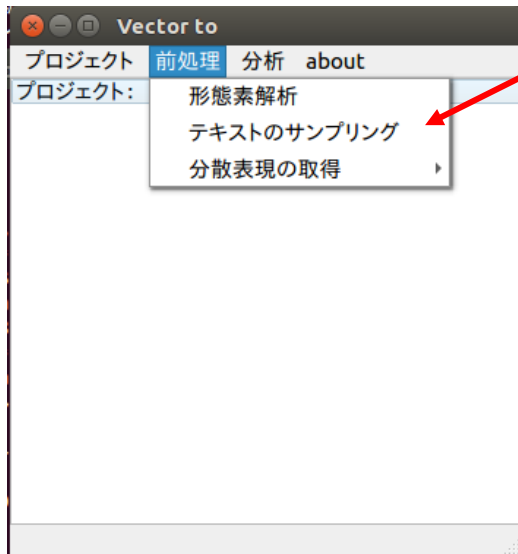 Vector to
プロジェクト 前処理 分析 about
プロジェクト:
形態素解析
テキストのサンプリング
分散表現の取得